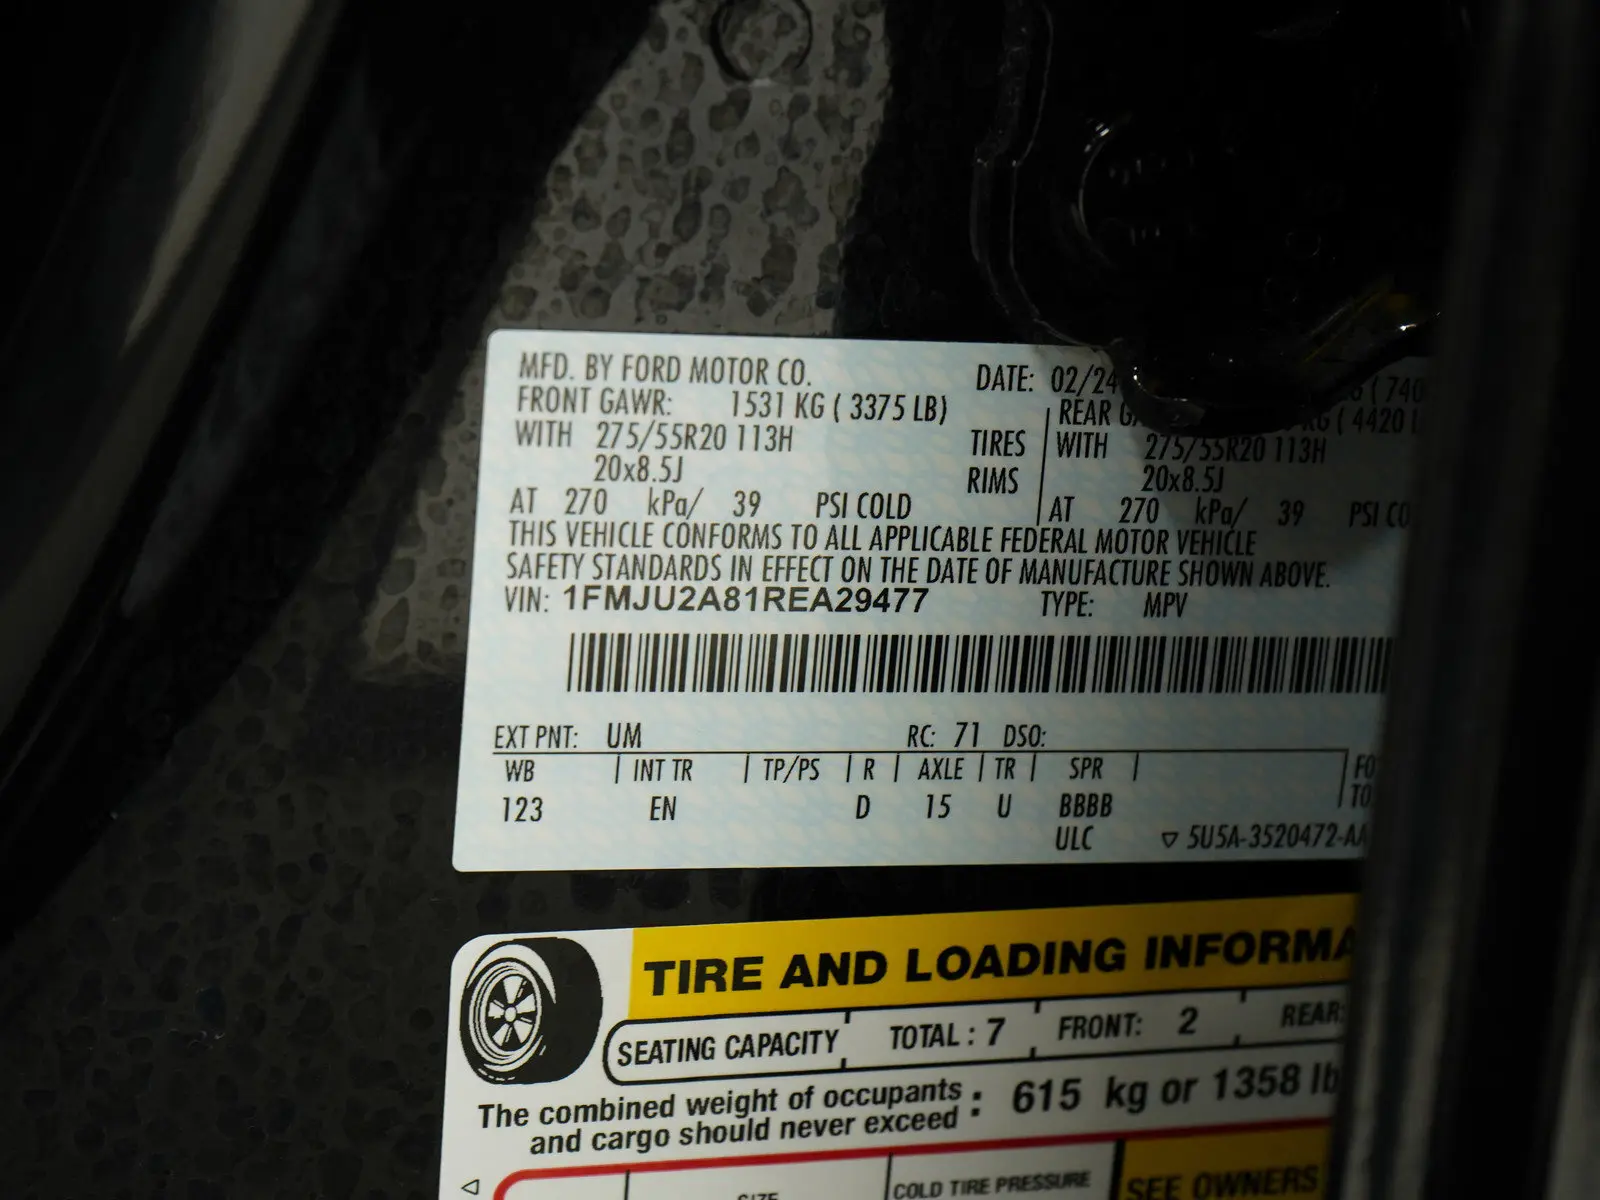 MFD. BY FORD MOTOR CO.
DATE: 02/24
FRONT GAWR: 1531 KG ( 3375 LB)
REAR ( 4420
WITH 275/55R20 113H TIRES WITH 275/55R20 113H
20x8.5J RIMS 20x8.5J
AT 270 kPa/ 39 PSI COLD AT 270 kPa/ 39 PSI CO
THIS VEHICLE CONFORMS TO ALL APPLICABLE FEDERAL MOTOR VEHICLE
SAFETY STANDARDS IN EFFECT ON THE DATE OF MANUFACTURE SHOWN ABOVE.
VIN: 1FMJU2A81REA29477 TYPE: MPV
EXT PNT: UM RC: 71 DSO:
WB INT TR TP/PS R AXLE TR SPR
123 EN D 15 U BBBB
ULC ▽ 5U5A-3520472-AA
TIRE AND LOADING INFORMA
SEATING CAPACITY TOTAL : 7 FRONT: 2 REAR:
The combined weight of occupants
and cargo should never exceed : 615 kg or 1358 lb
SIZE COLD TIRE PRESSURE SEE OWNERS